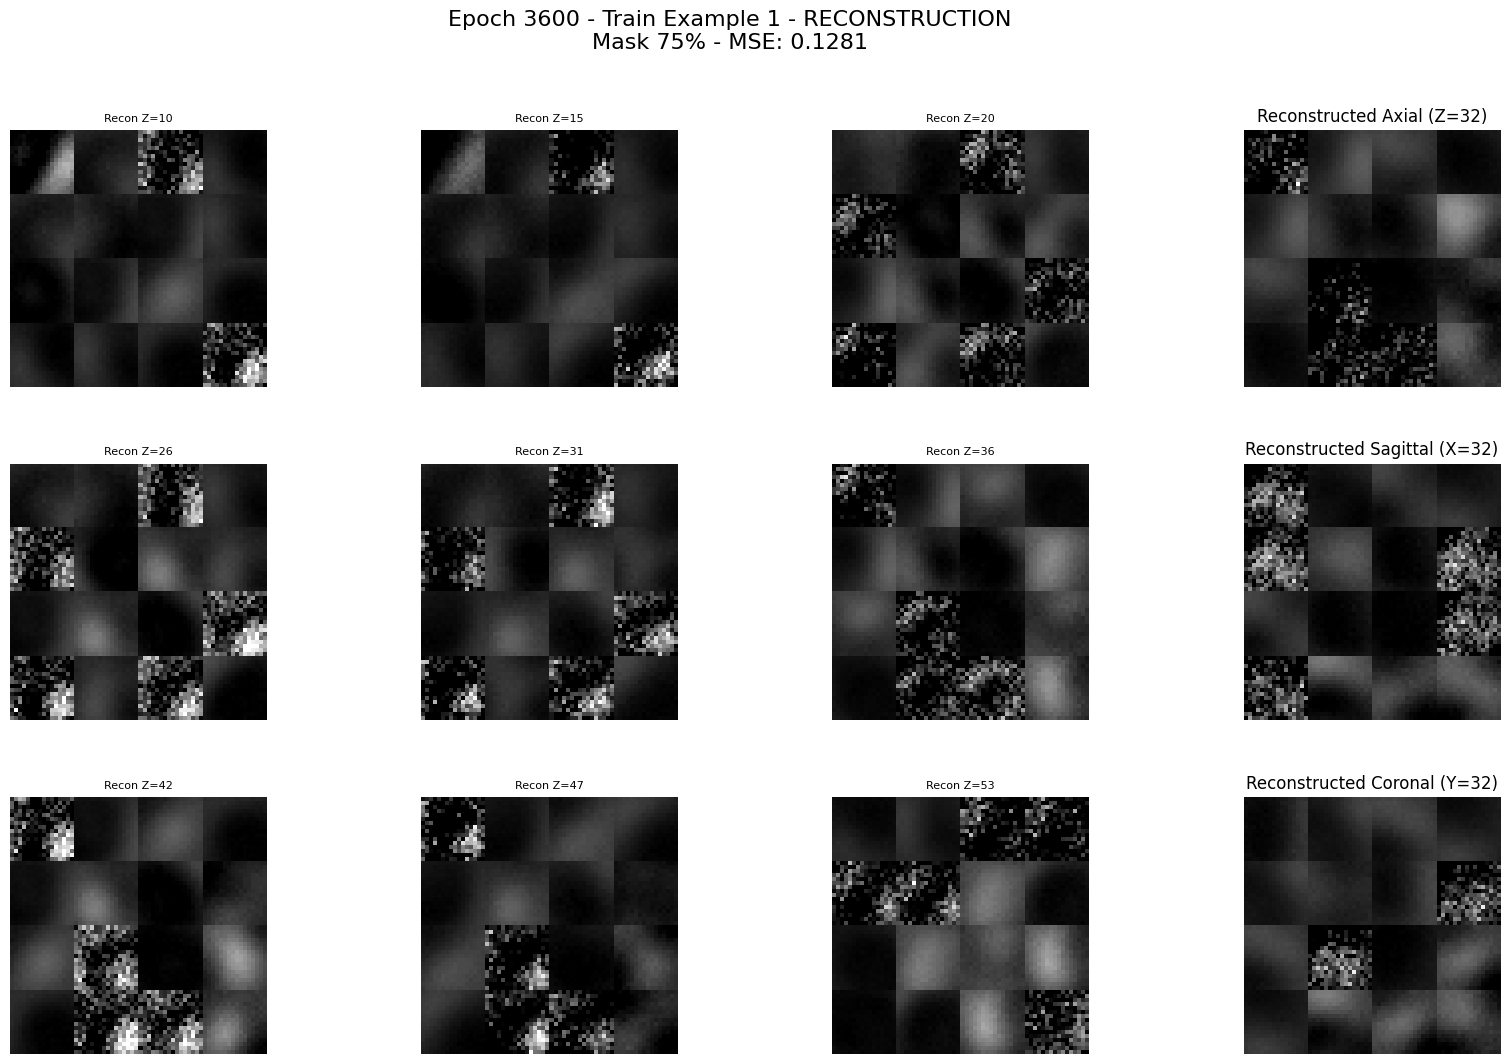 Epoch 3600 - Train Example 1 - RECONSTRUCTION
Mask 75% - MSE: 0.1281
Recon Z=10
Recon Z=15
Recon Z=20
Reconstructed Axial (Z=32)
Recon Z=26
Recon Z=31
Recon Z=36
Reconstructed Sagittal (X=32)
Recon Z=42
Recon Z=47
Recon Z=53
Reconstructed Coronal (Y=32)